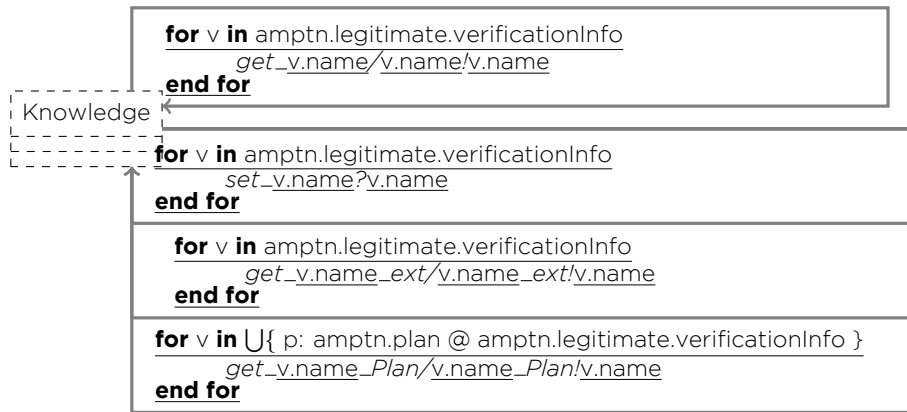 for v in amptn.legitimate.verificationInfo
get_v.name/v.name!v.name
end for
Knowledge
for v in amptn.legitimate.verificationInfo
set_v.name?v.name
end for
for v in amptn.legitimate.verificationInfo
get_v.name_ext/v.name_ext!v.name
end for
for v in ⋃{ p: amptn.plan @ amptn.legitimate.verificationInfo }
get_v.name_Plan/v.name_Plan!v.name
end for